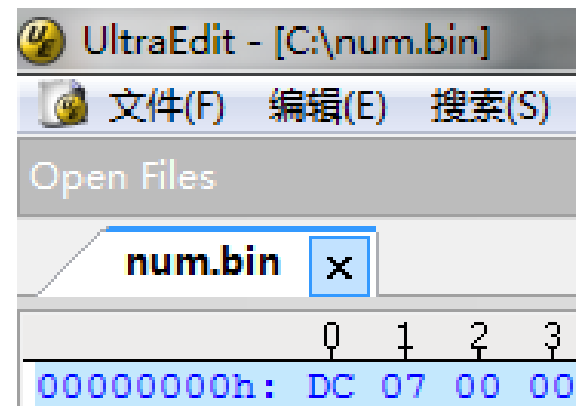 UltraEdit - [C:\num.bin]
文件(F) 编辑(E) 搜索(S)
Open Files
num.bin ×
0 1 2 3
00000000h: DC 07 00 00